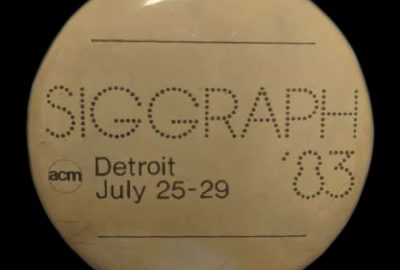 SIGGRAPH
'83
acm
Detroit
July 25-29